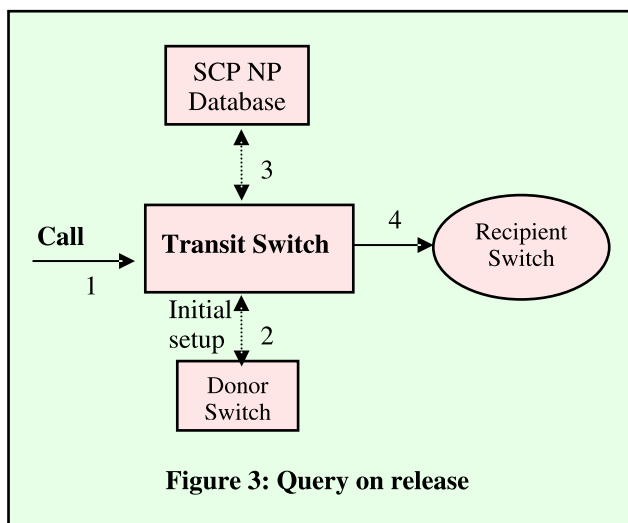 SCP NP
Database
3
Call
1
Transit Switch
4
Recipient
Switch
Initial
setup
2
Donor
Switch
Figure 3: Query on release